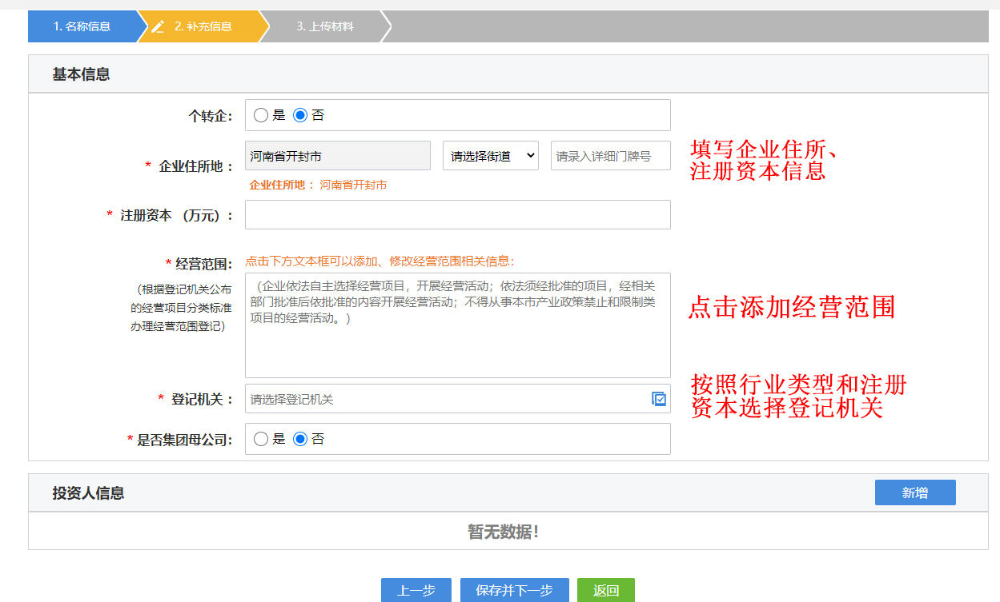 1. 名称信息
2. 补充信息
3. 上传材料
基本信息
个转企：
是
否
* 企业住所地：
河南省开封市
请选择街道
请录入详细门牌号
企业住所地： 河南省开封市
填写企业住所、
注册资本信息
* 注册资本 （万元）：
* 经营范围：
（根据登记机关公布
的经营项目分类标准
办理经营范围登记）
点击下方文本框可以添加、修改经营范围相关信息：
（企业依法自主选择经营项目，开展经营活动；依法须经批准的项目，经相关
部门批准后依批准的内容开展经营活动；不得从事本市产业政策禁止和限制类
项目的经营活动。）
点击添加经营范围
* 登记机关：
请选择登记机关
按照行业类型和注册
资本选择登记机关
* 是否集团母公司：
是
否
投资人信息
新增
暂无数据！
上一步
保存并下一步
返回